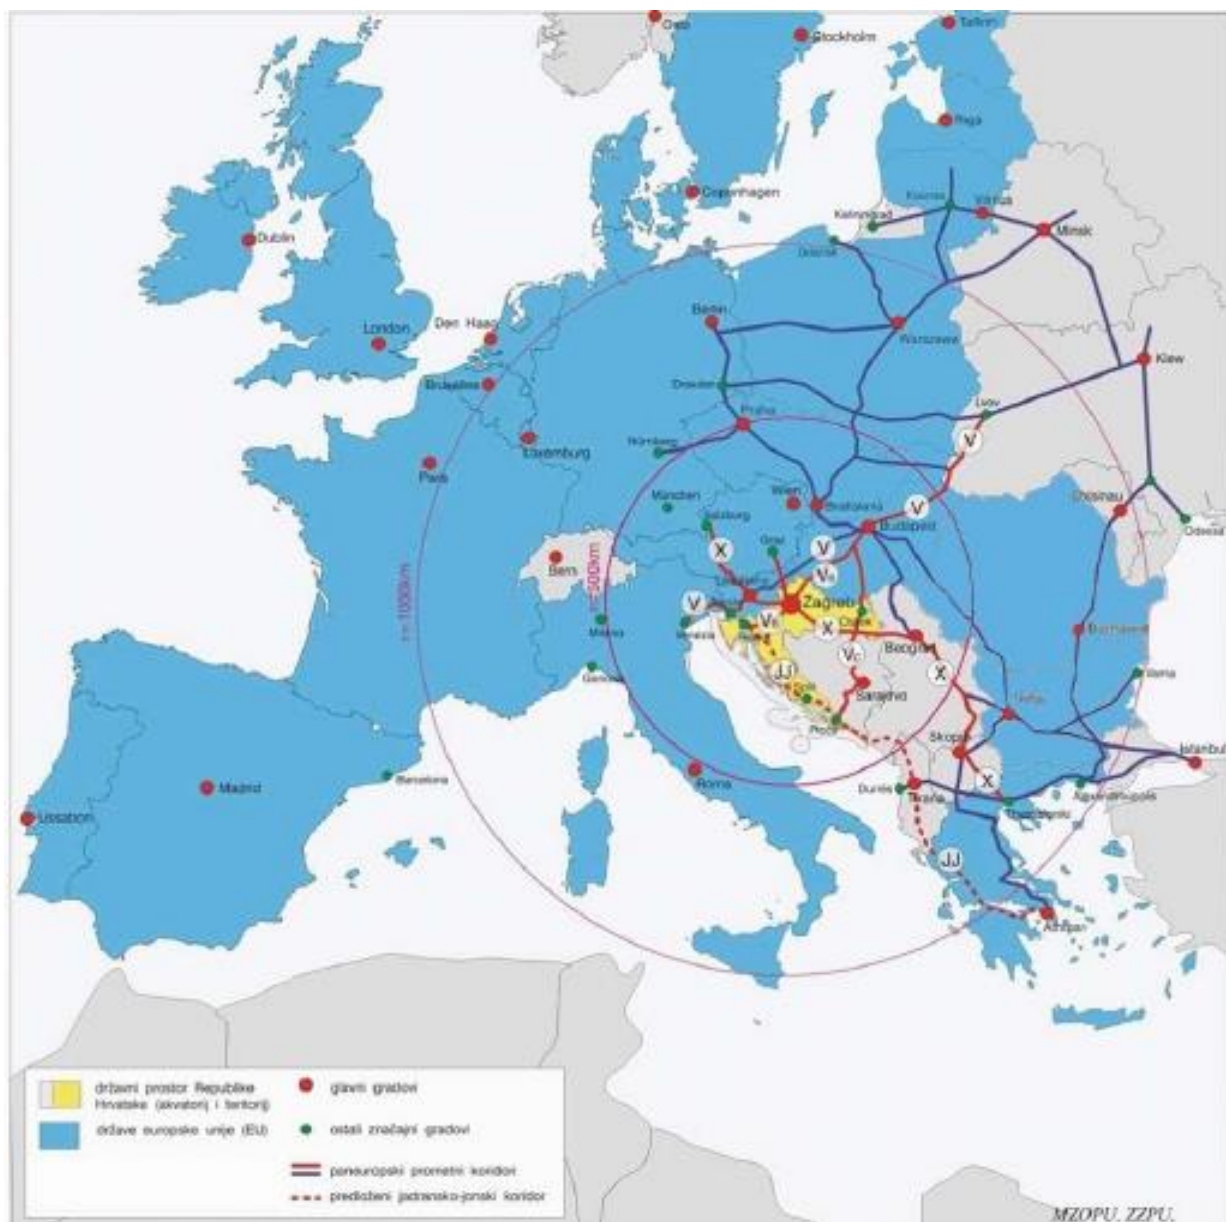 Oslo
Stockholm
Tallinn
Riga
Copenhagen
Kaliningrad
Kaunas
Vilnius
Minsk
Dublin
Gdansk
London
Den Haag
Berlin
Warszawa
Kiew
Bruxelles
Dresden
Lvov
Praha
V
Luxemburg
Nürnberg
Paris
München
Wien
Bratislava
V
Chisinau
Salzburg
Budapest
Odessa
Graz
X
V
Bern
r=500km
r=1000km
Ljubljana
Zagreb
V
X
Beograd
Bucharest
Milano
Venezia
Vc
X
Genova
JJ
Split
Sarajevo
Varna
Ploče
Sofia
Skopje
Istanbul
Roma
X
Barcelona
Madrid
Durrës
Tirana
Thessaloniki
Alexandroupolis
Lissabon
JJ
Athinai
državni prostor Republike
Hrvatske (akvatorij i teritorij)
glavni gradovi
države europske unije (EU)
ostali značajni gradovi
paneuropski prometni koridori
predloženi jadransko-jonski koridor
MZOPU, ZZPU,